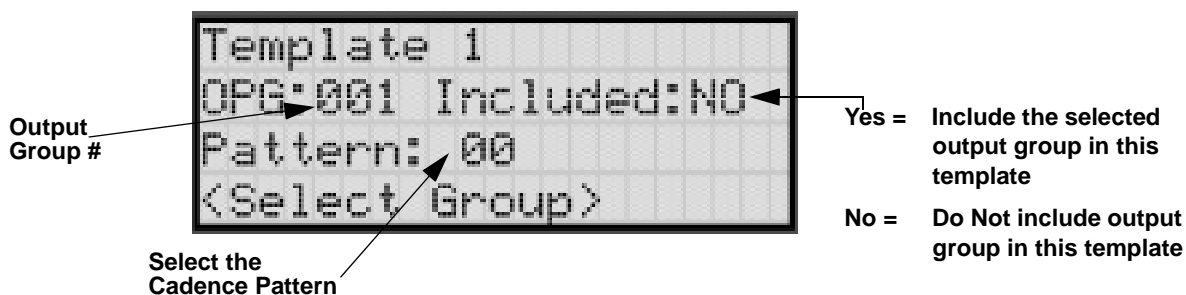 Template 1
OPG:001 Included:NO
Pattern: 00
<Select Group>
Output
Group #
Select the
Cadence Pattern
Yes = Include the selected
output group in this
template
No = Do Not include output
group in this template